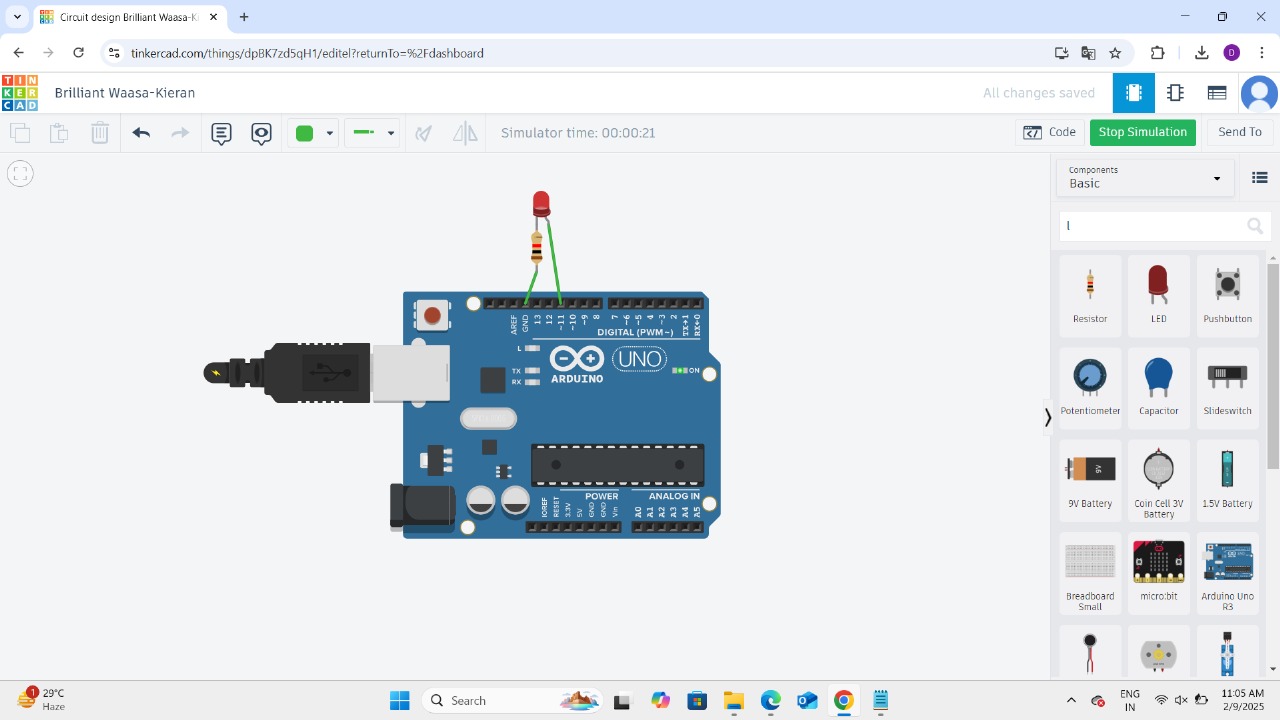 Circuit design Brilliant Waasa-Ki
tinkercad.com/things/dpBK7zd5qH1/editel?returnTo=%2Fdashboard
D
TIN
KER
CAD
Brilliant Waasa-Kieran
All changes saved
Simulator time: 00:00:21
Code
Stop Simulation
Send To
Components
Basic
l
Resistor
LED
Pushbutton
Potentiometer
Capacitor
Slideswitch
9V Battery
Coin Cell 3V Battery
1.5V Battery
Breadboard Small
micro:bit
Arduino Uno R3
AREF
GND
13
12
~11
~10
~9
8
7
~6
~5
4
~3
2
TX→1
RX←0
DIGITAL (PWM~)
L
TX
RX
UNO
ARDUINO
ON
POWER
ANALOG IN
IOREF
RESET
3.3V
5V
GND
GND
Vin
A0
A1
A2
A3
A4
A5
9V
1
29°C
Haze
Search
ENG
IN
11:05 AM
2/9/2025